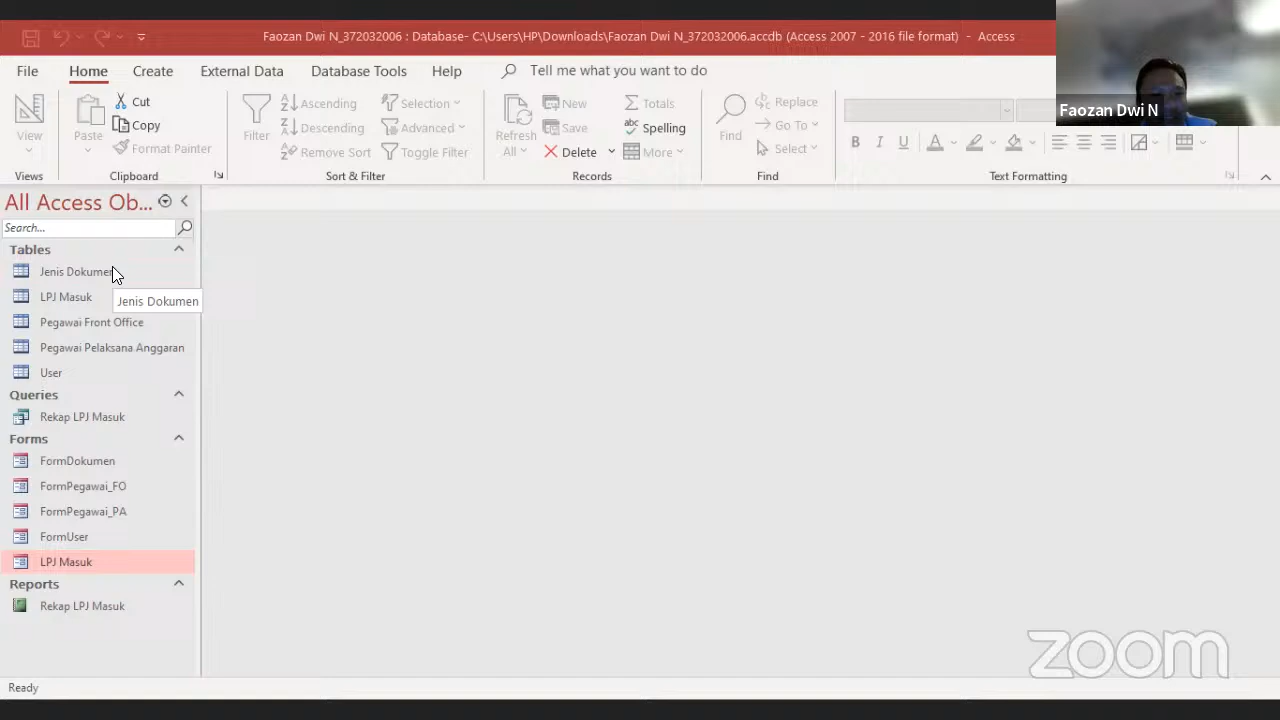 Faozan Dwi N_372032006 : Database- C:\Users\HP\Downloads\Faozan Dwi N_372032006.accdb (Access 2007 - 2016 file format) - Access
File Home Create External Data Database Tools Help Tell me what you want to do
Faozan Dwi N
View
Views
Paste
Cut
Copy
Format Painter
Clipboard
Filter
Ascending
Descending
Remove Sort
Selection
Advanced
Toggle Filter
Sort & Filter
Refresh
All
New
Save
Delete
Totals
Spelling
More
Records
Find
Replace
Go To
Select
Find
B I U A
Text Formatting
All Access Ob...
Search...
Tables
Jenis Dokumen
LPJ Masuk
Jenis Dokumen
Pegawai Front Office
Pegawai Pelaksana Anggaran
User
Queries
Rekap LPJ Masuk
Forms
FormDokumen
FormPegawai_FO
FormPegawai_PA
FormUser
LPJ Masuk
Reports
Rekap LPJ Masuk
Ready
zoom